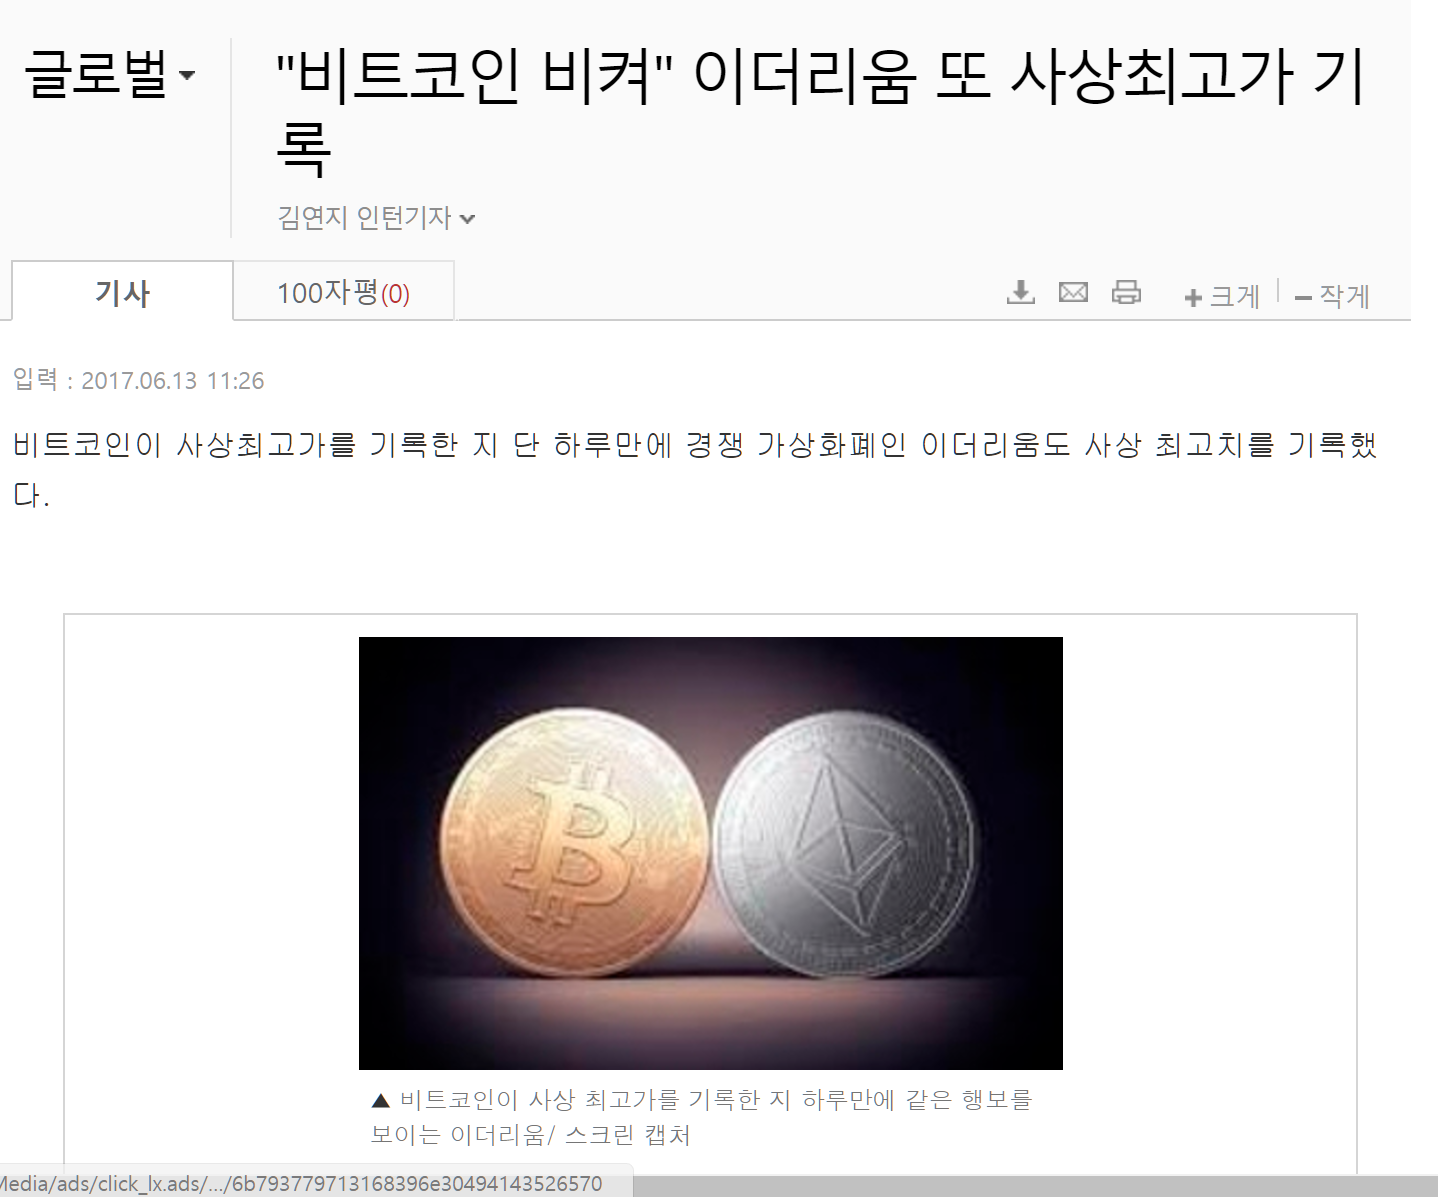 글로벌
"비트코인 비켜" 이더리움 또 사상최고가 기
록
김연지 인턴기자
기사
100자평(0)
크게
작게
입력 : 2017.06.13 11:26
비트코인이 사상최고가를 기록한 지 단 하루만에 경쟁 가상화폐인 이더리움도 사상 최고치를 기록했
다.
▲ 비트코인이 사상 최고가를 기록한 지 하루만에 같은 행보를
보이는 이더리움/ 스크린 캡처
Media/ads/click_lx.ads/.../6b793779713168396e30494143526570